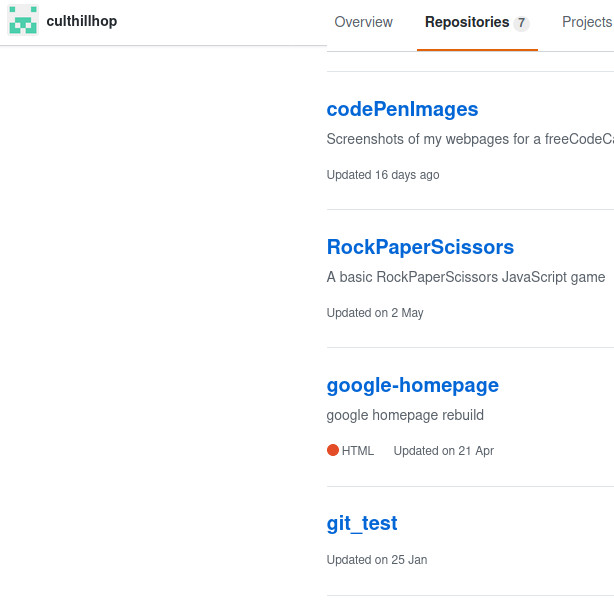 culthillhop
Overview Repositories 7 Projects
codePenImages
Screenshots of my webpages for a
Updated 16 days ago
RockPaperScissors
A basic RockPaperScissors JavaScript game
Updated on 2 May
google-homepage
google homepage rebuild
HTML Updated on 21 Apr
git_test
Updated on 25 Jan